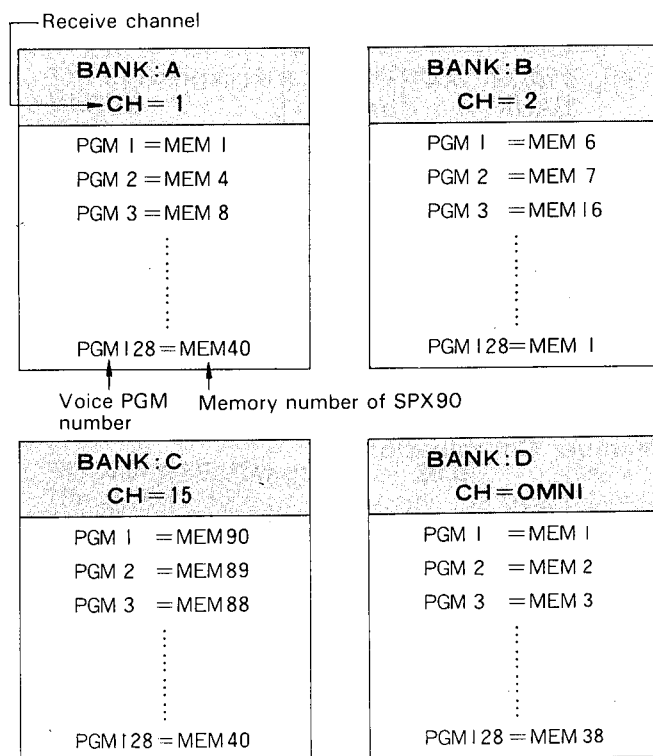 Receive channel
BANK:A
CH=1
PGM 1 =MEM 1
PGM 2 =MEM 4
PGM 3 =MEM 8
PGM128=MEM40
Voice PGM number
Memory number of SPX90
BANK:B
CH=2
PGM 1 =MEM 6
PGM 2 =MEM 7
PGM 3 =MEM16
PGM128=MEM 1
BANK:C
CH=15
PGM 1 =MEM90
PGM 2 =MEM89
PGM 3 =MEM88
PGM128=MEM40
BANK:D
CH=OMNI
PGM 1 =MEM 1
PGM 2 =MEM 2
PGM 3 =MEM 3
PGM128=MEM 38